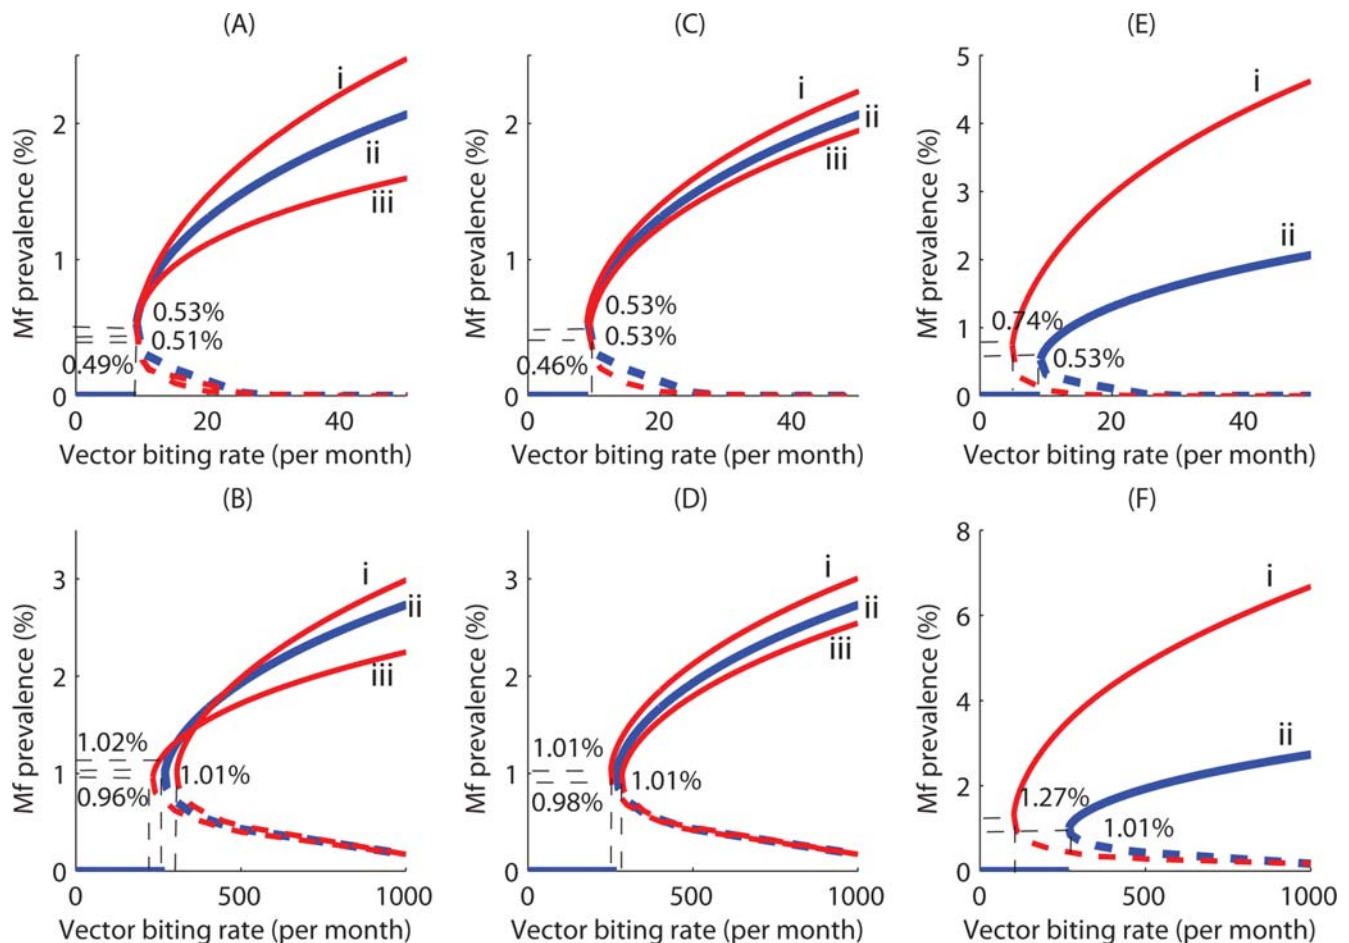 (A)
Mf prevalence (%)
2
1
0
i
ii
iii
0.53%
0.51%
0.49%
0 20 40
Vector biting rate (per month)
(C)
Mf prevalence (%)
2
1
0
i
ii
iii
0.53%
0.53%
0.46%
0 20 40
Vector biting rate (per month)
(E)
Mf prevalence (%)
5
4
3
2
1
0
i
ii
0.74%
0.53%
0 20 40
Vector biting rate (per month)
(B)
Mf prevalence (%)
3
2
1
0
i
ii
iii
1.02%
1.01%
0.96%
0 500 1000
Vector biting rate (per month)
(D)
Mf prevalence (%)
3
2
1
0
i
ii
iii
1.01%
1.01%
0.98%
0 500 1000
Vector biting rate (per month)
(F)
Mf prevalence (%)
8
6
4
2
0
i
ii
1.27%
1.01%
0 500 1000
Vector biting rate (per month)